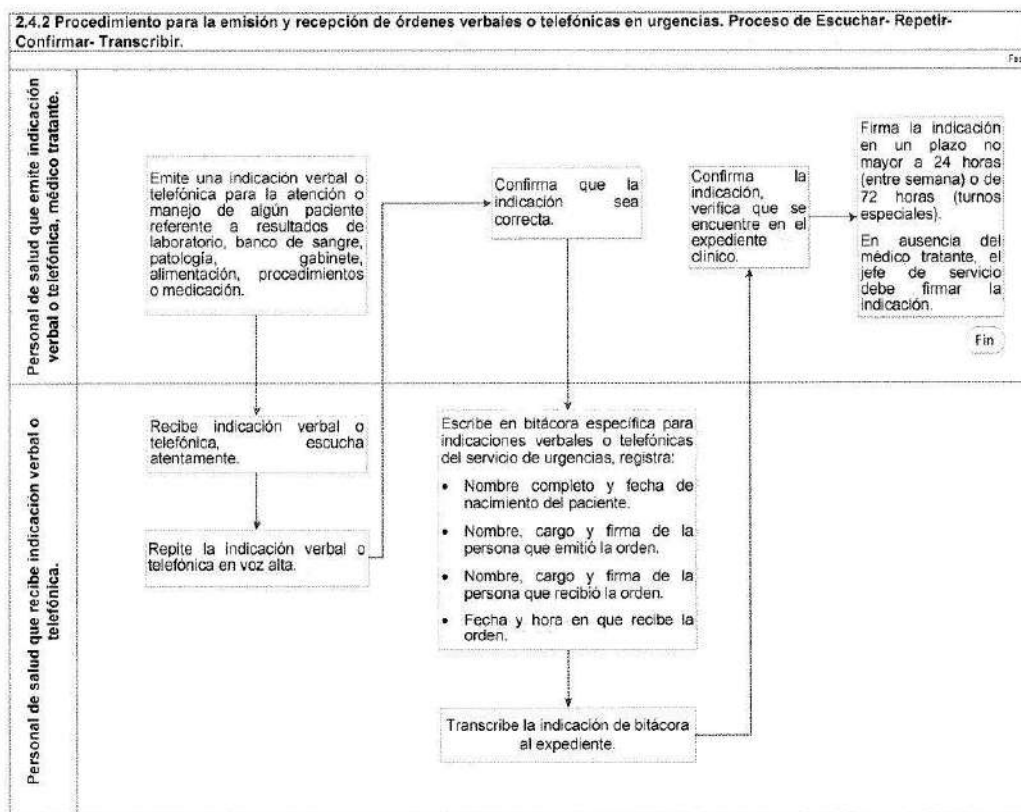 2.4.2 Procedimiento para la emisión y recepción de órdenes verbales o telefónicas en urgencias. Proceso de Escuchar- Repetir-
Confirmar- Transcribir.
Personal de salud que emite indicación
verbal o telefónica, médico tratante.
Emite una indicación verbal o
telefónica para la atención o
manejo de algún paciente
referente a resultados de
laboratorio, banco de sangre,
patología, gabinete,
alimentación, procedimientos
o medicación.
Confirma que la
indicación sea
correcta.
Confirma la
indicación,
verifica que se
encuentre en el
expediente
clínico.
Firma la indicación
en un plazo no
mayor a 24 horas
(entre semana) o de
72 horas (turnos
especiales).
En ausencia del
médico tratante, el
jefe de servicio
debe firmar la
indicación.
Fin
Personal de salud que recibe indicación verbal o
telefónica.
Recibe indicación verbal o
telefónica, escucha
atentamente.
Repite la indicación verbal o
telefónica en voz alta.
Escribe en bitácora específica para
indicaciones verbales o telefónicas
del servicio de urgencias, registra:
• Nombre completo y fecha de
nacimiento del paciente.
• Nombre, cargo y firma de la
persona que emitió la orden.
• Nombre, cargo y firma de la
persona que recibió la orden.
• Fecha y hora en que recibe la
orden.
Transcribe la indicación de bitácora
al expediente.